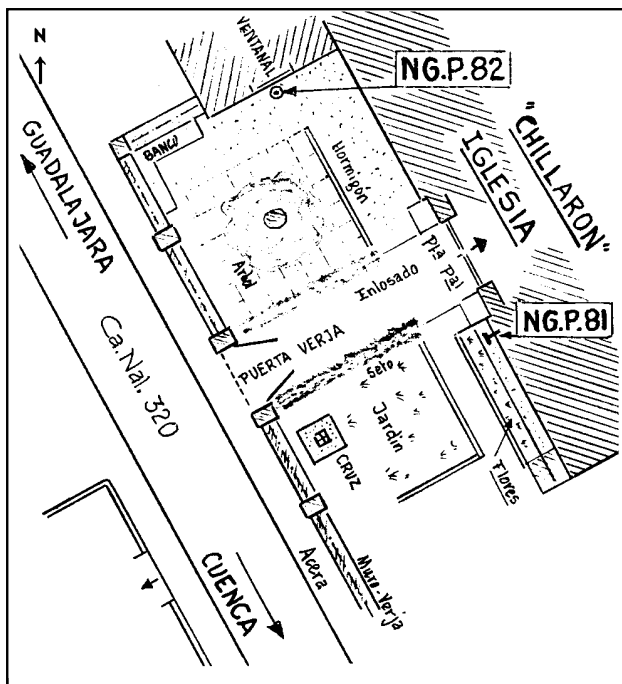 N
VENTANAL
NG.P.82
GUADALAJARA
BANCO
Hormigón
"CHILLARON"
IGLESIA
Arbol
Pta
Pal
Enlosado
NG.P.81
PUERTA VERJA
Ca. Nal. 320
Seto
Jardín
CRUZ
Flores
CUENCA
Acera
Muro-Verja